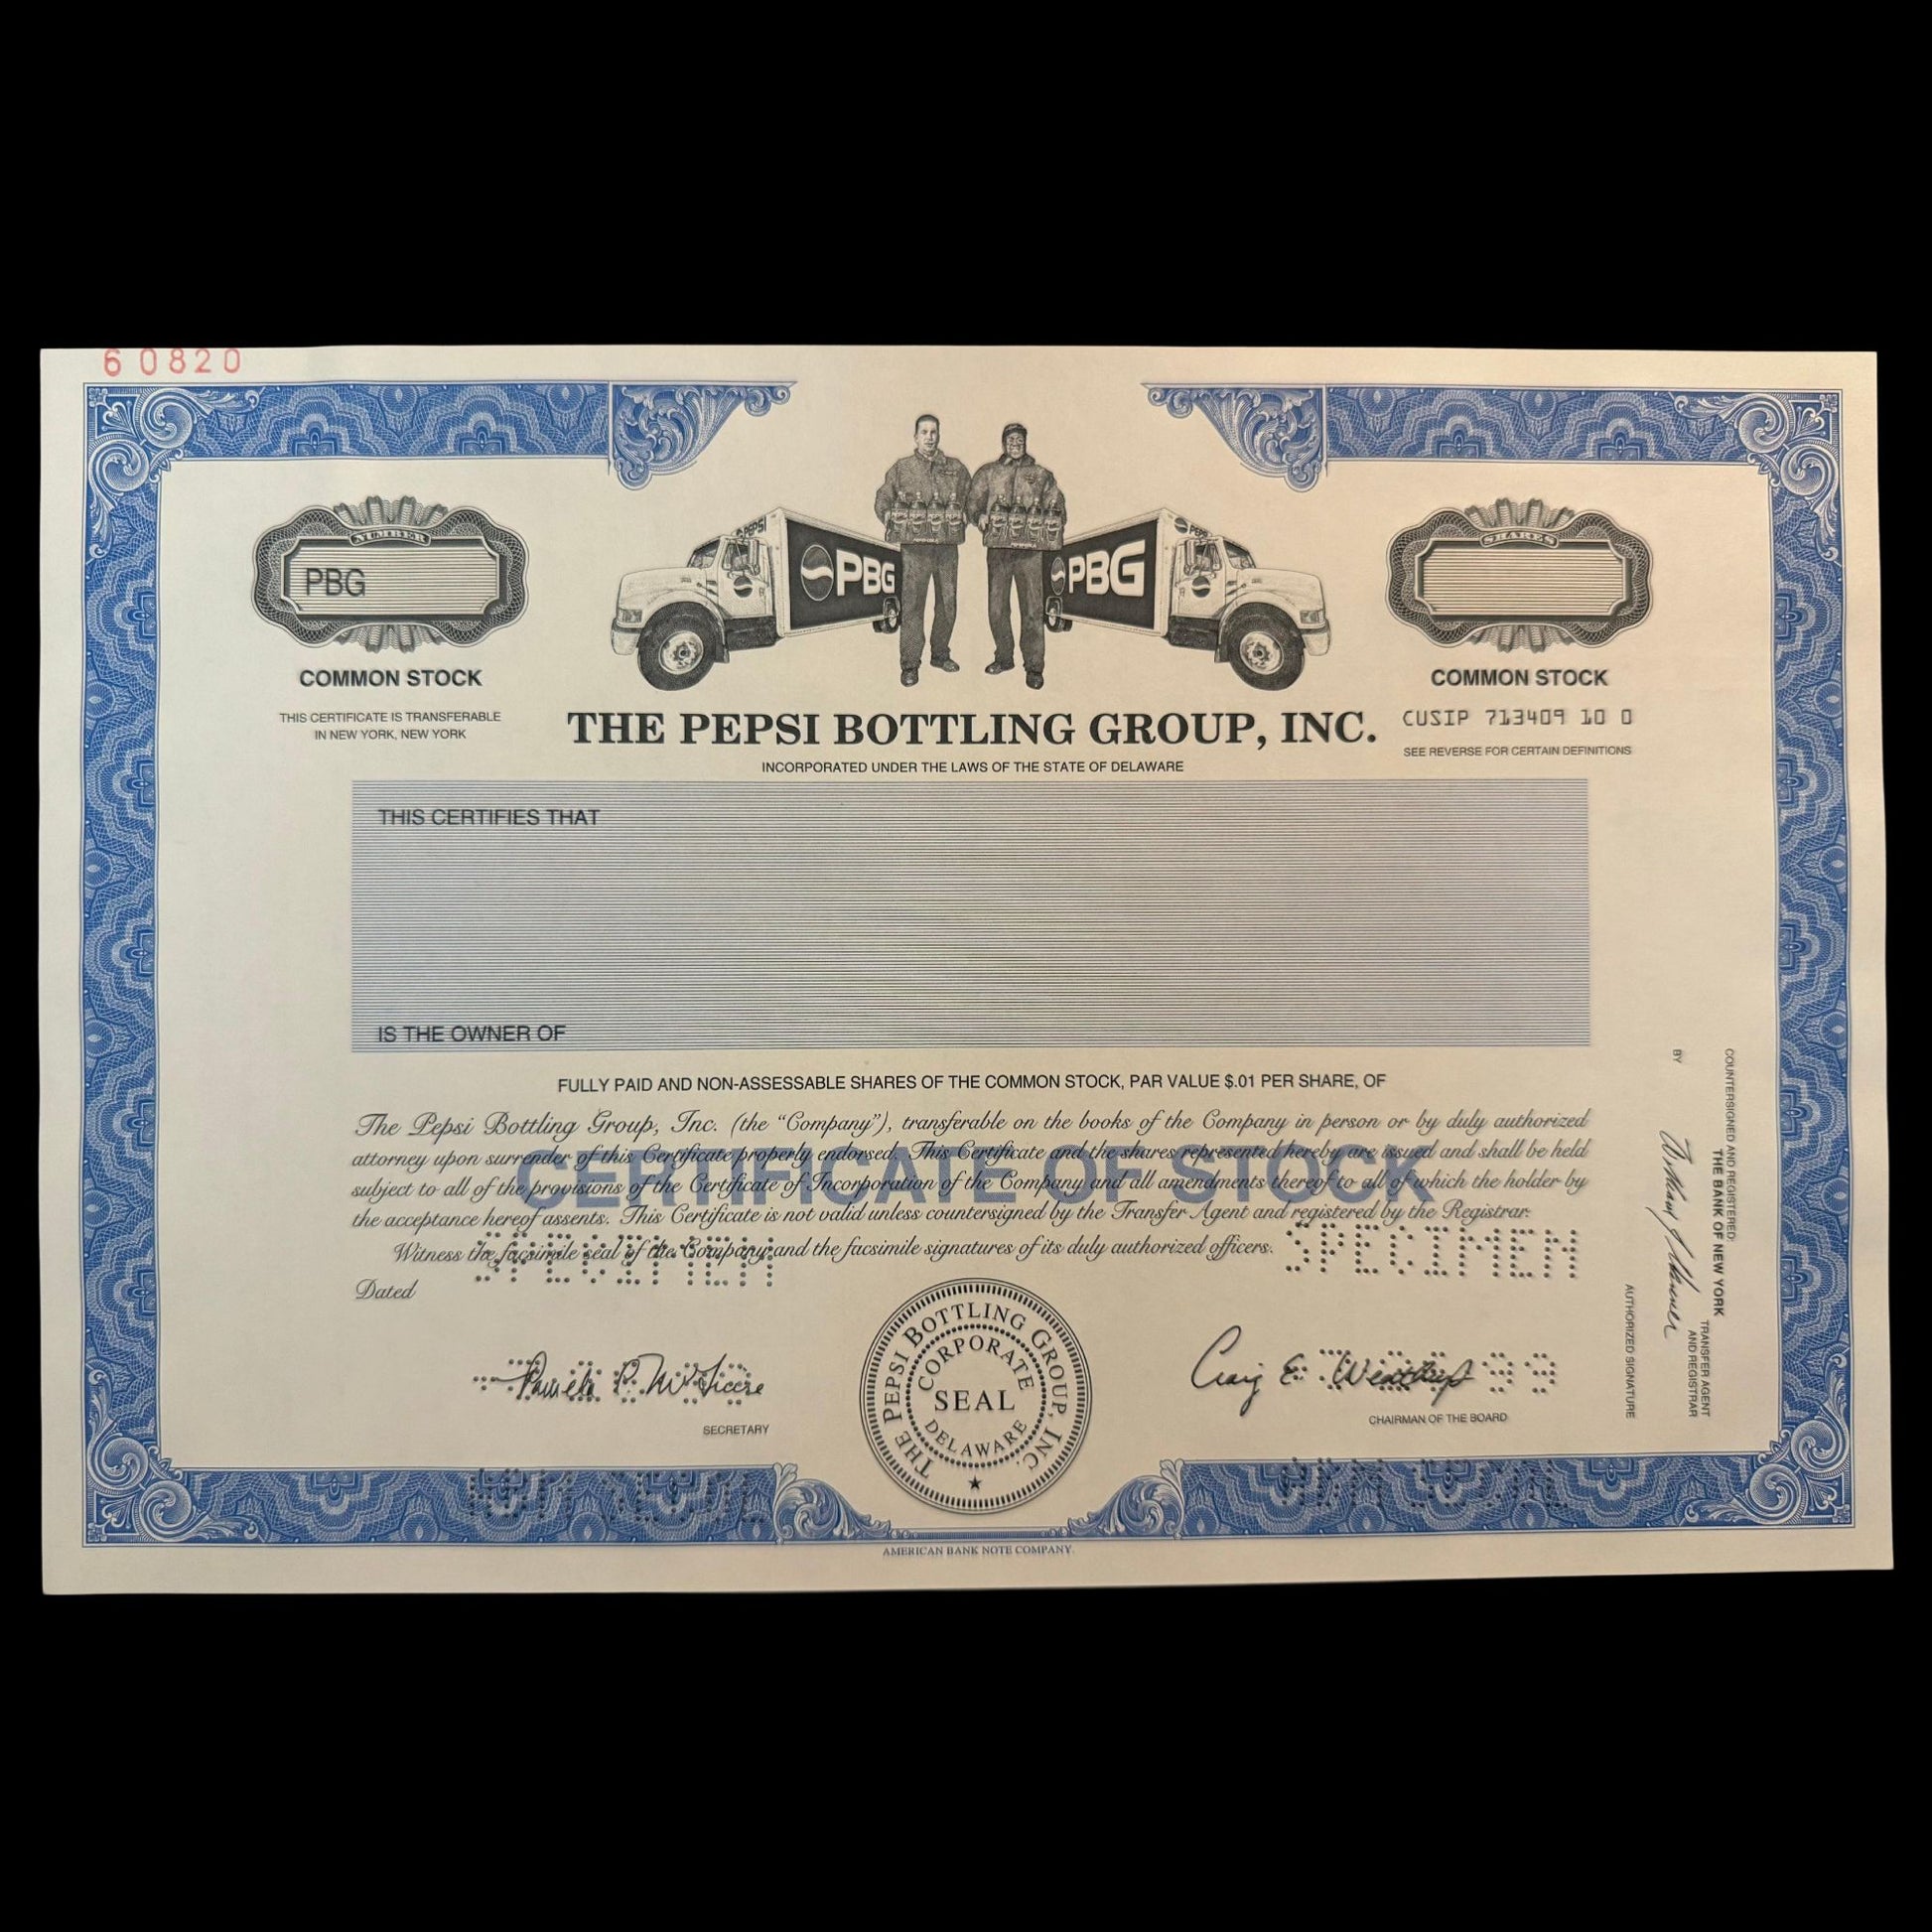 60820
NUMBER
PBG
COMMON STOCK
THIS CERTIFICATE IS TRANSFERABLE
IN NEW YORK, NEW YORK
PEPSI
PBG
PBG
PEPSI
SHARES
COMMON STOCK
CUSIP 713409 10 0
SEE REVERSE FOR CERTAIN DEFINITIONS
THE PEPSI BOTTLING GROUP, INC.
INCORPORATED UNDER THE LAWS OF THE STATE OF DELAWARE
THIS CERTIFIES THAT
IS THE OWNER OF
FULLY PAID AND NON-ASSESSABLE SHARES OF THE COMMON STOCK, PAR VALUE $.01 PER SHARE, OF
The Pepsi Bottling Group, Inc. (the “Company”), transferable on the books of the Company in person or by duly authorized
attorney upon surrender of this Certificate properly endorsed. This Certificate and the shares represented hereby are issued and shall be held
subject to all of the provisions of the Certificate of Incorporation of the Company and all amendments thereof to all of which the holder by
the acceptance hereof assents. This Certificate is not valid unless countersigned by the Transfer Agent and registered by the Registrar.
CERTIFICATE OF STOCK
Witness the facsimile seal of the Company and the facsimile signatures of its duly authorized officers.
SPECIMEN
SPECIMEN
Dated
SECRETARY
THE PEPSI BOTTLING GROUP, INC.
CORPORATE
SEAL
DELAWARE
Craig E Weatherup
CHAIRMAN OF THE BOARD
COUNTERSIGNED AND REGISTERED:
THE BANK OF NEW YORK
TRANSFER AGENT
AND REGISTRAR
BY
AUTHORIZED SIGNATURE
AMERICAN BANK NOTE COMPANY.